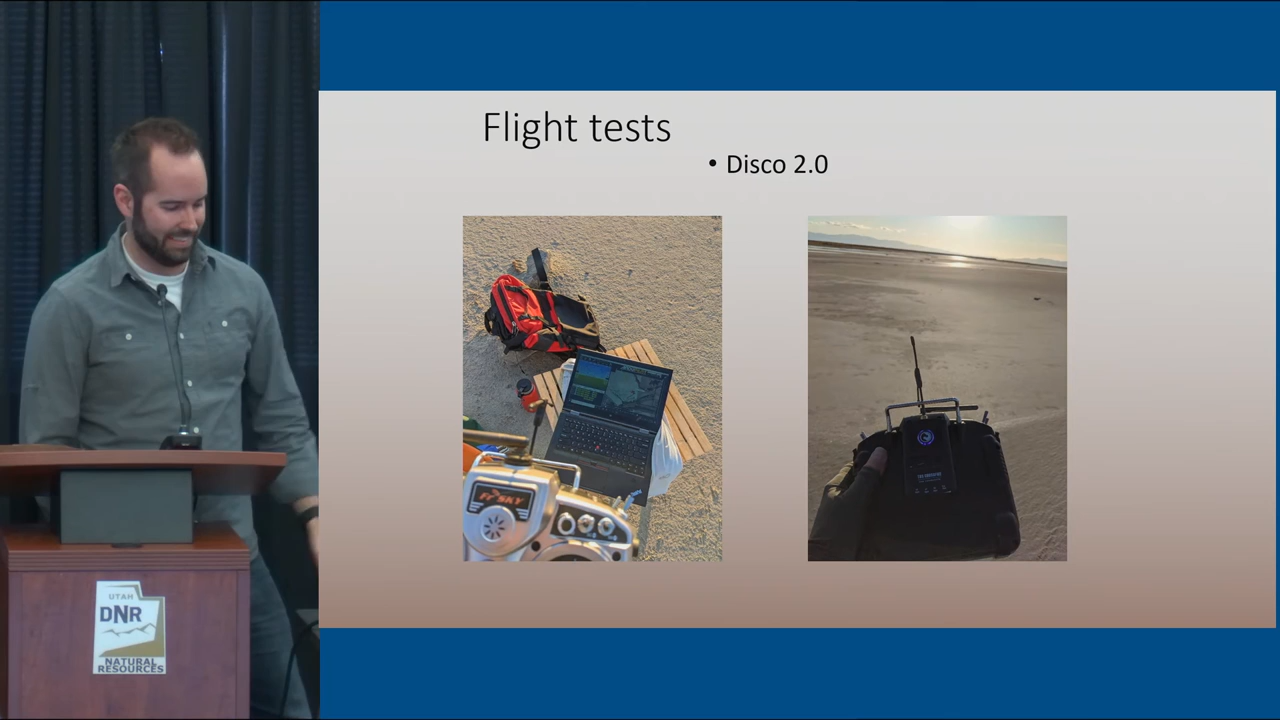 Flight tests
• Disco 2.0
FrSKY
UTAH
DNR
NATURAL
RESOURCES